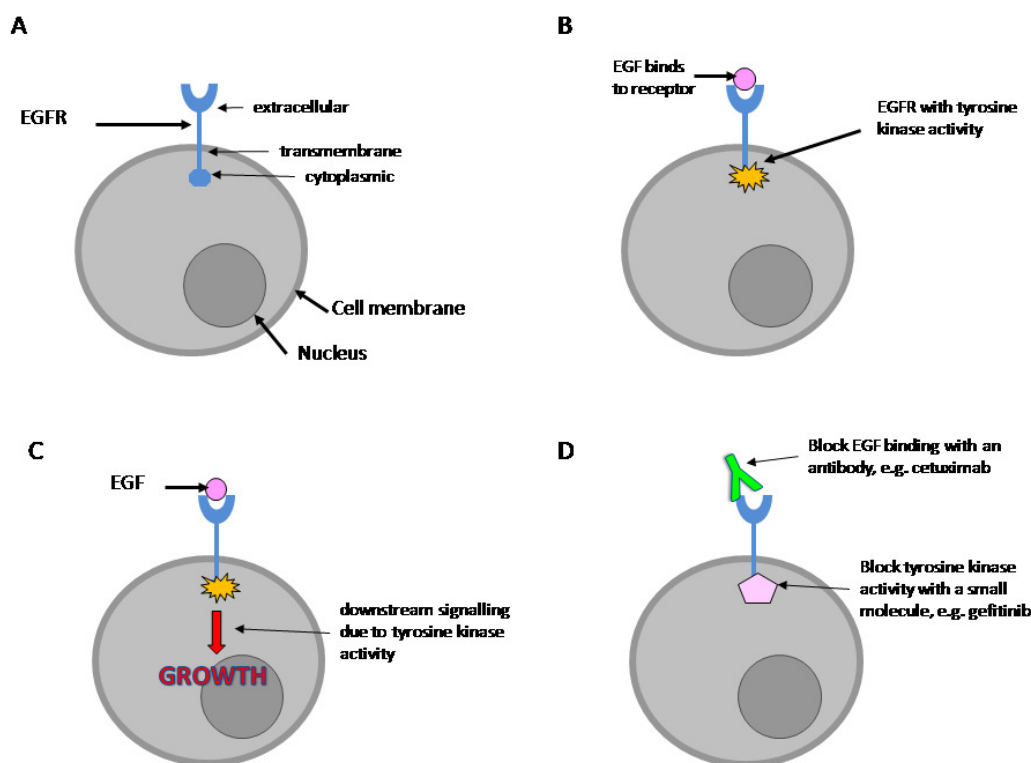 A
EGFR
extracellular
transmembrane
cytoplasmic
Cell membrane
Nucleus
B
EGF binds
to receptor
EGFR with tyrosine
kinase activity
C
EGF
downstream signalling
due to tyrosine kinase
activity
GROWTH
D
Block EGF binding with an
antibody, e.g. cetuximab
Block tyrosine kinase
activity with a small
molecule, e.g. gefitinib